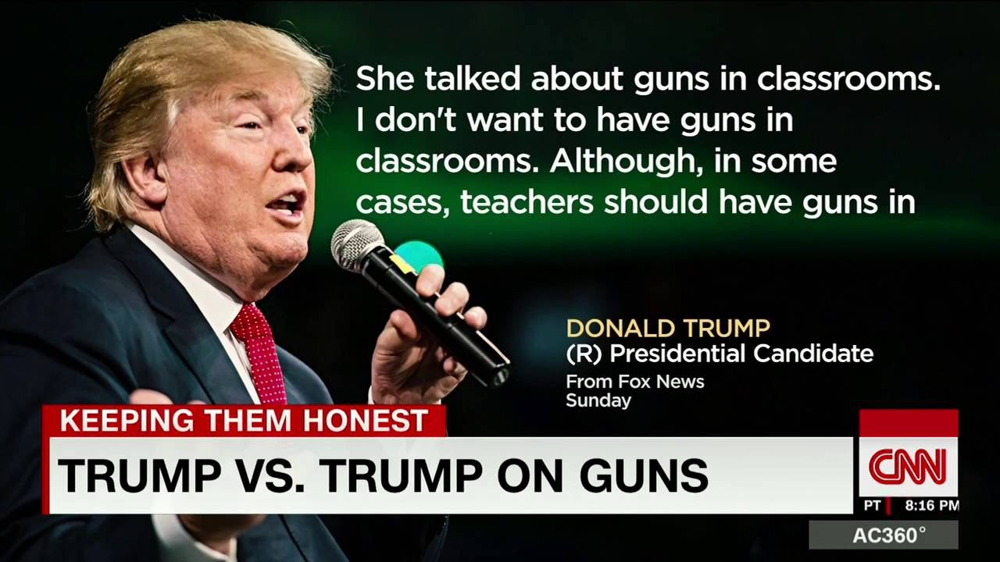 She talked about guns in classrooms.
I don't want to have guns in
classrooms. Although, in some
cases, teachers should have guns in
DONALD TRUMP
(R) Presidential Candidate
From Fox News
Sunday
KEEPING THEM HONEST
TRUMP VS. TRUMP ON GUNS
CNN
PT 8:16 PM
AC360°